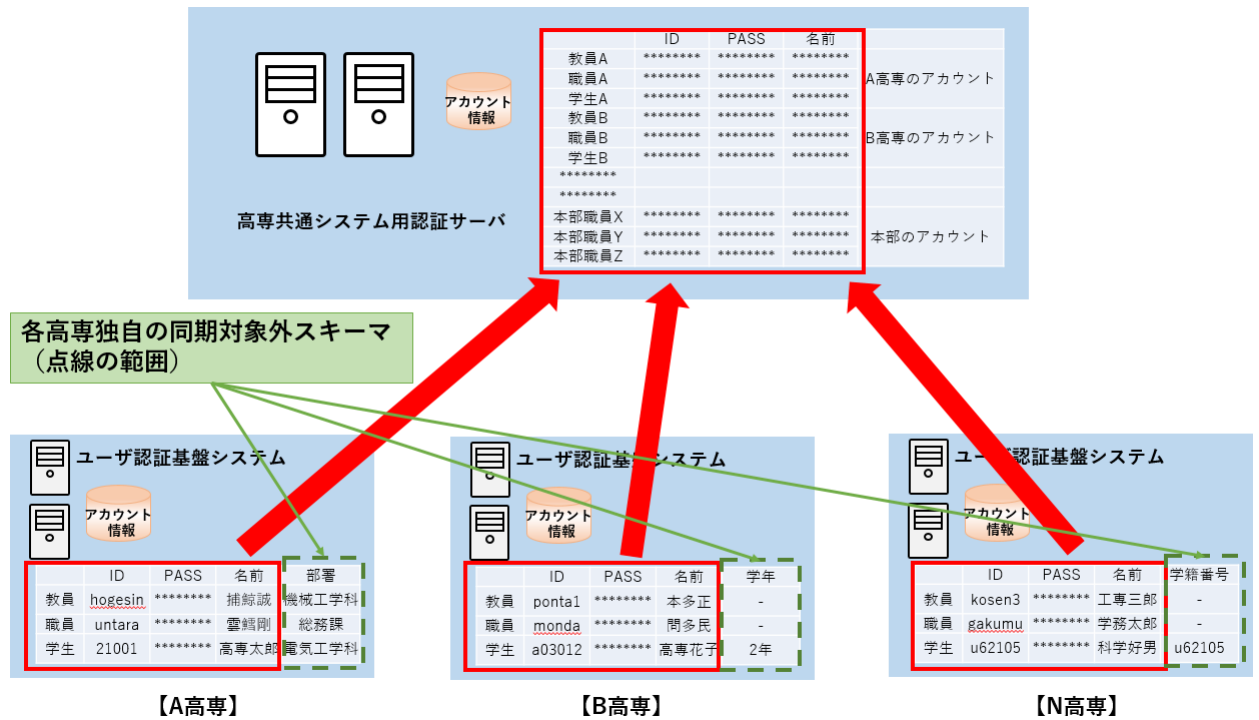 ID PASS 名前
教員A ******** ******** ********
職員A ******** ******** ******** A高専のアカウント
学生A ******** ******** ********
教員B ******** ******** ********
職員B ******** ******** ******** B高専のアカウント
学生B ******** ******** ********
********
********
本部職員X ******** ******** ********
本部職員Y ******** ******** ******** 本部のアカウント
本部職員Z ******** ******** ********
アカウント
情報
高専共通システム用認証サーバ
各高専独自の同期対象外スキーマ
（点線の範囲）
ユーザ認証基盤システム
アカウント
情報
ID PASS 名前 部署
教員 hogesin ******** 捕鯨誠 機械工学科
職員 untara ******** 雲鱈剛 総務課
学生 21001 ******** 高専太郎 電気工学科
【A高専】
ユーザ認証基盤システム
アカウント
情報
ID PASS 名前 学年
教員 ponta1 ******** 本多正 -
職員 monda ******** 問多民 -
学生 a03012 ******** 高専花子 2年
【B高専】
ユーザ認証基盤システム
アカウント
情報
ID PASS 名前 学籍番号
教員 kosen3 ******** 工専三郎 -
職員 gakumu ******** 学務太郎 -
学生 u62105 ******** 科学好男 u62105
【N高専】